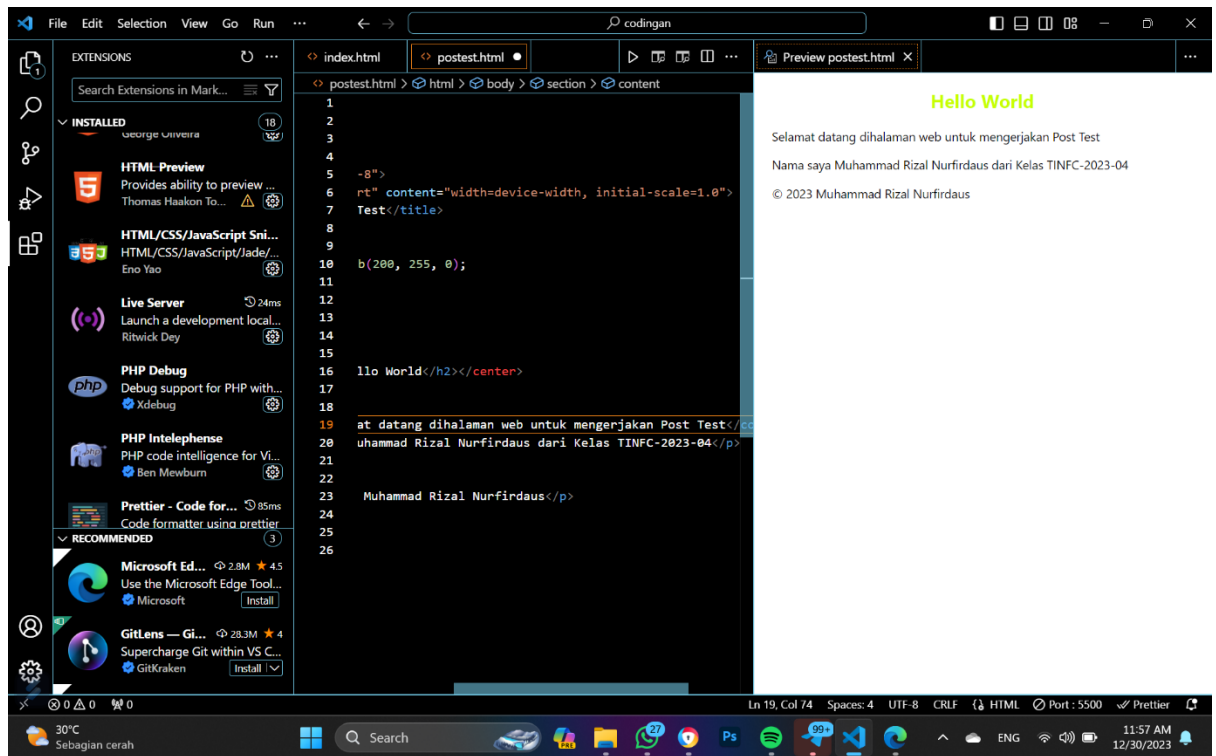 File Edit Selection View Go Run ··· codingan
EXTENSIONS
Search Extensions in Mark...
INSTALLED 18
George Oliveira
HTML Preview
Provides ability to preview ...
Thomas Haakon To...
HTML/CSS/JavaScript Sni...
HTML/CSS/JavaScript/Jade/...
Eno Yao
Live Server 24ms
Launch a development local...
Ritwick Dey
PHP Debug
Debug support for PHP with...
Xdebug
PHP Intelephense
PHP code intelligence for Vi...
Ben Mewburn
Prettier - Code for... 85ms
Code formatter using prettier
RECOMMENDED 3
Microsoft Ed... 2.8M ★ 4.5
Use the Microsoft Edge Tool...
Microsoft Install
GitLens — Gi... 28.3M ★ 4
Supercharge Git within VS C...
GitKraken Install
1
index.html postest.html
postest.html > html > body > section > content
1
2
3
4
5 -8">
6 rt" content="width=device-width, initial-scale=1.0">
7 Test</title>
8
9
10 b(200, 255, 0);
11
12
13
14
15
16 llo World</h2></center>
17
18
19 at datang dihalaman web untuk mengerjakan Post Test</co
20 uhammad Rizal Nurfirdaus dari Kelas TINFC-2023-04</p>
21
22
23 Muhammad Rizal Nurfirdaus</p>
24
25
26
Preview postest.html
Hello World
Selamat datang dihalaman web untuk mengerjakan Post Test
Nama saya Muhammad Rizal Nurfirdaus dari Kelas TINFC-2023-04
© 2023 Muhammad Rizal Nurfirdaus
0 0 0 Ln 19, Col 74 Spaces: 4 UTF-8 CRLF HTML Port : 5500 Prettier
30°C
Sebagian cerah
Search PRE 27 Ps 99+ ENG
11:57 AM
12/30/2023